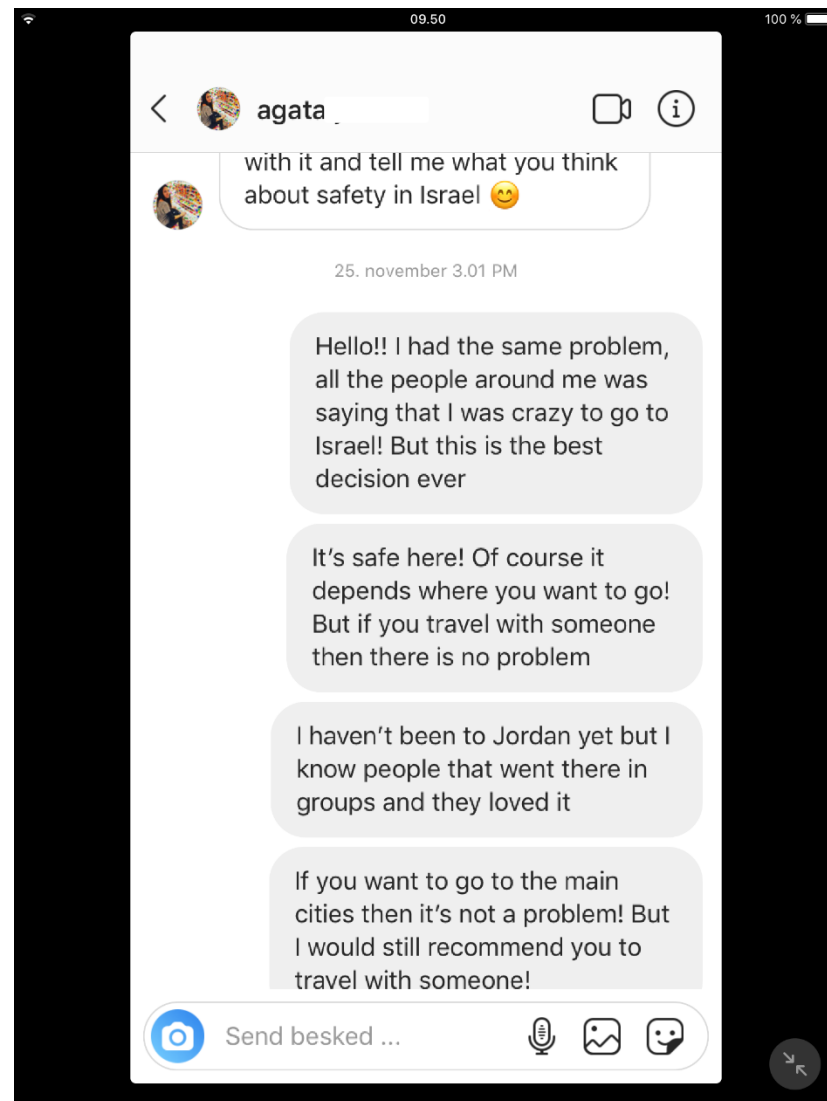 09.50
100 %
agata
with it and tell me what you think
about safety in Israel 😊
25. november 3.01 PM
Hello!! I had the same problem,
all the people around me was
saying that I was crazy to go to
Israel! But this is the best
decision ever
It’s safe here! Of course it
depends where you want to go!
But if you travel with someone
then there is no problem
I haven’t been to Jordan yet but I
know people that went there in
groups and they loved it
If you want to go to the main
cities then it’s not a problem! But
I would still recommend you to
travel with someone!
Send besked ...